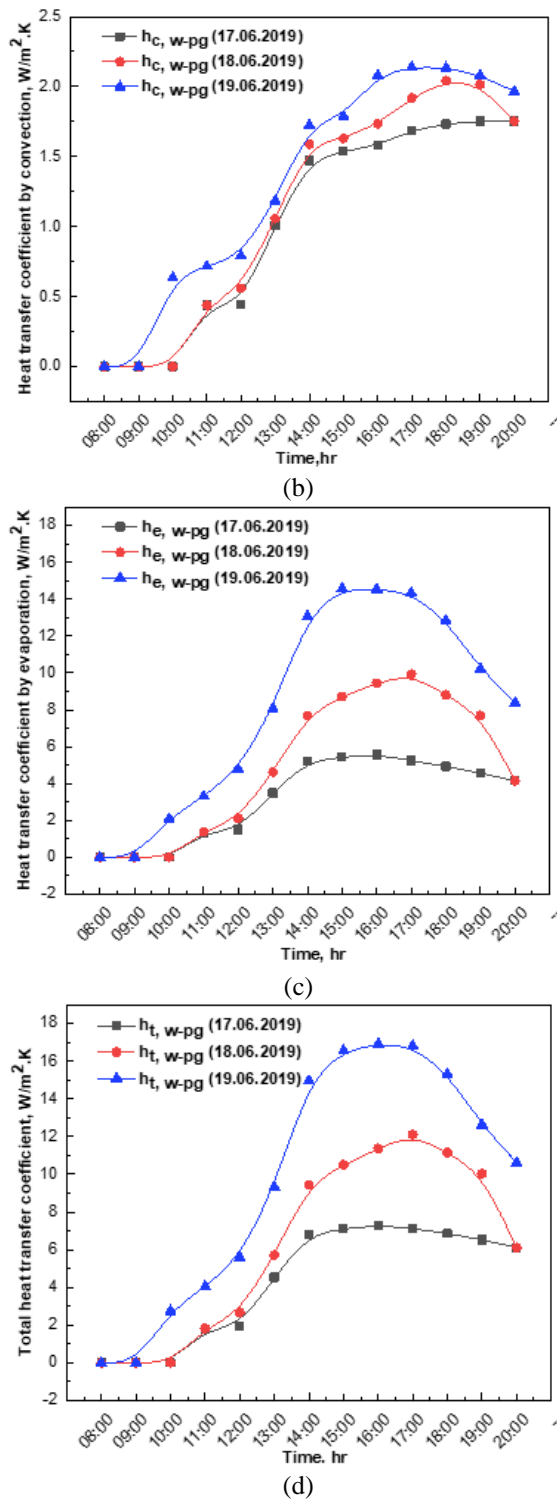 2.5
2.0
1.5
1.0
0.5
0.0
Heat transfer coefficient by convection, W/m².K
hc, w-pg (17.06.2019)
hc, w-pg (18.06.2019)
hc, w-pg (19.06.2019)
08:00 09:00 10:00 11:00 12:00 13:00 14:00 15:00 16:00 17:00 18:00 19:00 20:00
Time,hr
(b)
18
16
14
12
10
8
6
4
2
0
-2
Heat transfer coefficient by evaporation, W/m².K
he, w-pg (17.06.2019)
he, w-pg (18.06.2019)
he, w-pg (19.06.2019)
08:00 09:00 10:00 11:00 12:00 13:00 14:00 15:00 16:00 17:00 18:00 19:00 20:00
Time, hr
(c)
18
16
14
12
10
8
6
4
2
0
-2
Total heat transfer coefficient, W/m².K
ht, w-pg (17.06.2019)
ht, w-pg (18.06.2019)
ht, w-pg (19.06.2019)
08:00 09:00 10:00 11:00 12:00 13:00 14:00 15:00 16:00 17:00 18:00 19:00 20:00
Time. hr
(d)